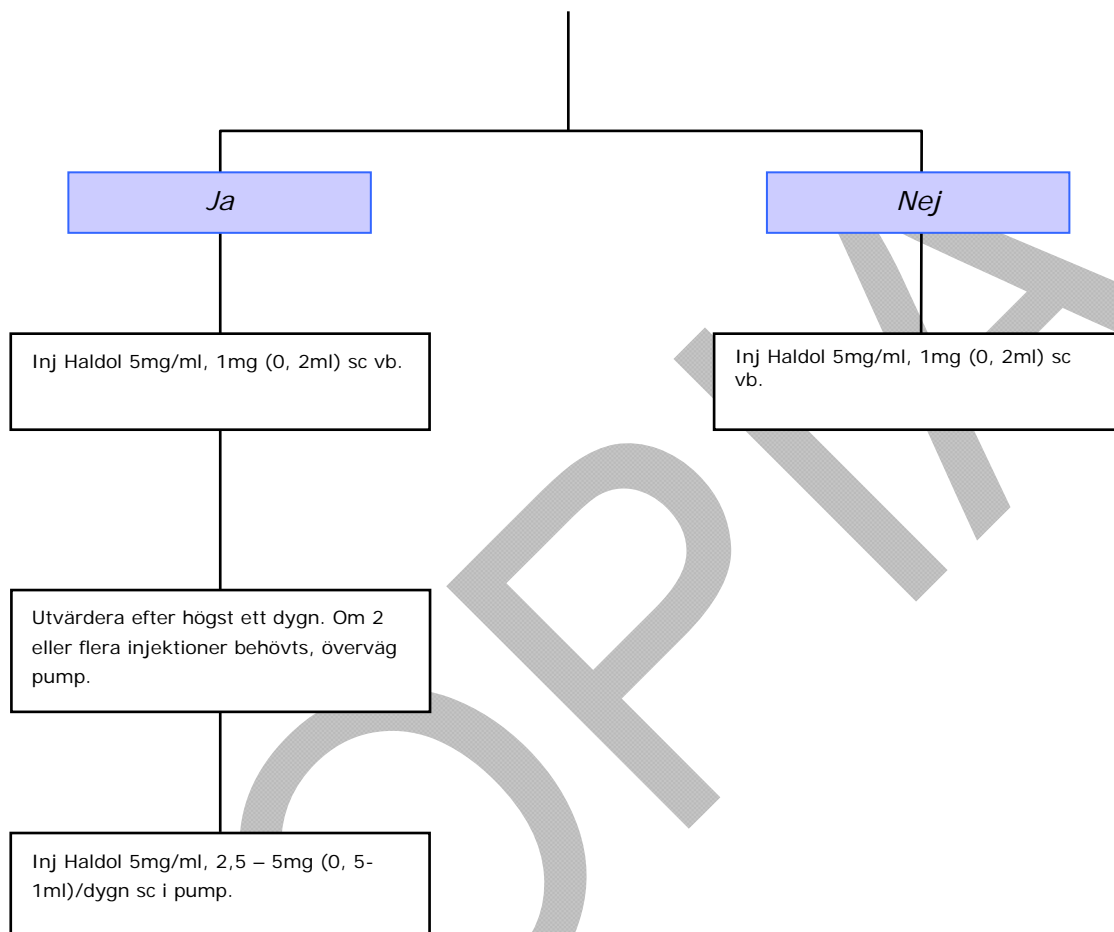 Ja
Nej
Inj Haldol 5mg/ml, 1mg (0, 2ml) sc vb.
Inj Haldol 5mg/ml, 1mg (0, 2ml) sc
vb.
Utvärdera efter högst ett dygn. Om 2
eller flera injektioner behövts, överväg
pump.
Inj Haldol 5mg/ml, 2,5 – 5mg (0, 5-
1ml)/dygn sc i pump.
OPIA